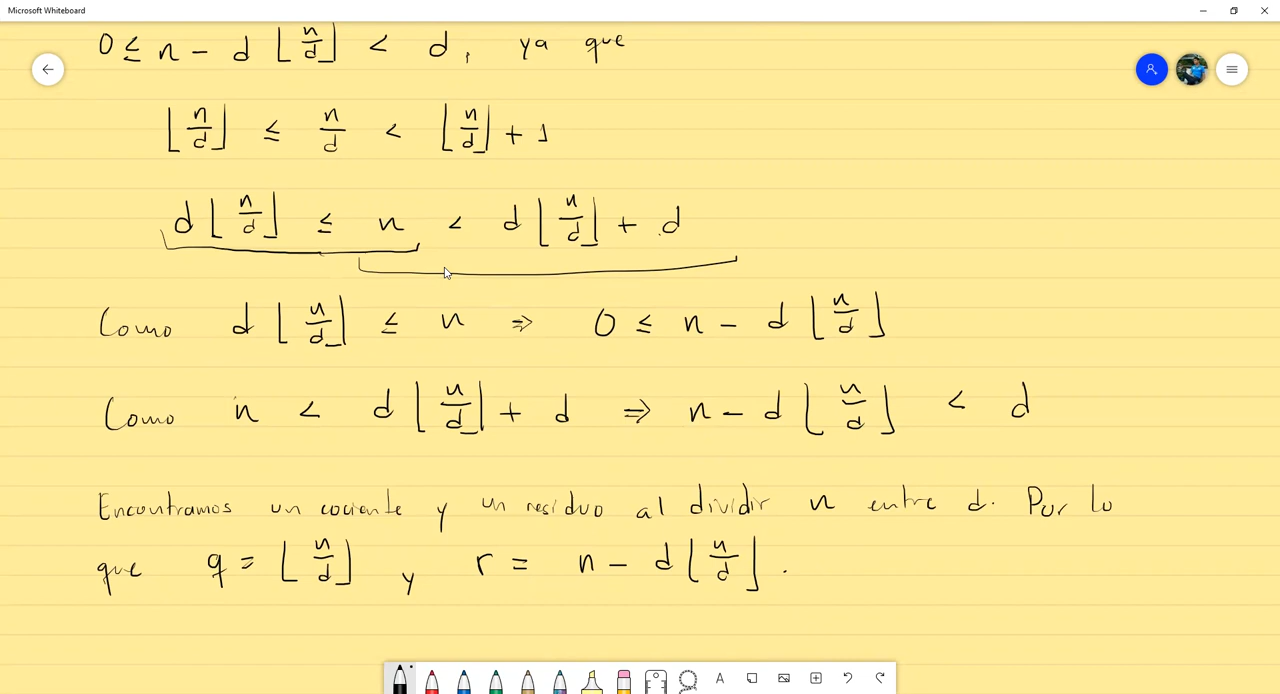 Microsoft Whiteboard
0 ≤ n - d ⌊n/d⌋ < d, ya que
⌊n/d⌋ ≤ n/d < ⌊n/d⌋ + 1
d ⌊n/d⌋ ≤ n < d ⌊n/d⌋ + d
Como d ⌊n/d⌋ ≤ n ⇒ 0 ≤ n - d ⌊n/d⌋
Como n < d ⌊n/d⌋ + d ⇒ n - d ⌊n/d⌋ < d
Encontramos un cociente y un residuo al dividir n entre d. Por lo
que q = ⌊n/d⌋ y r = n - d ⌊n/d⌋.